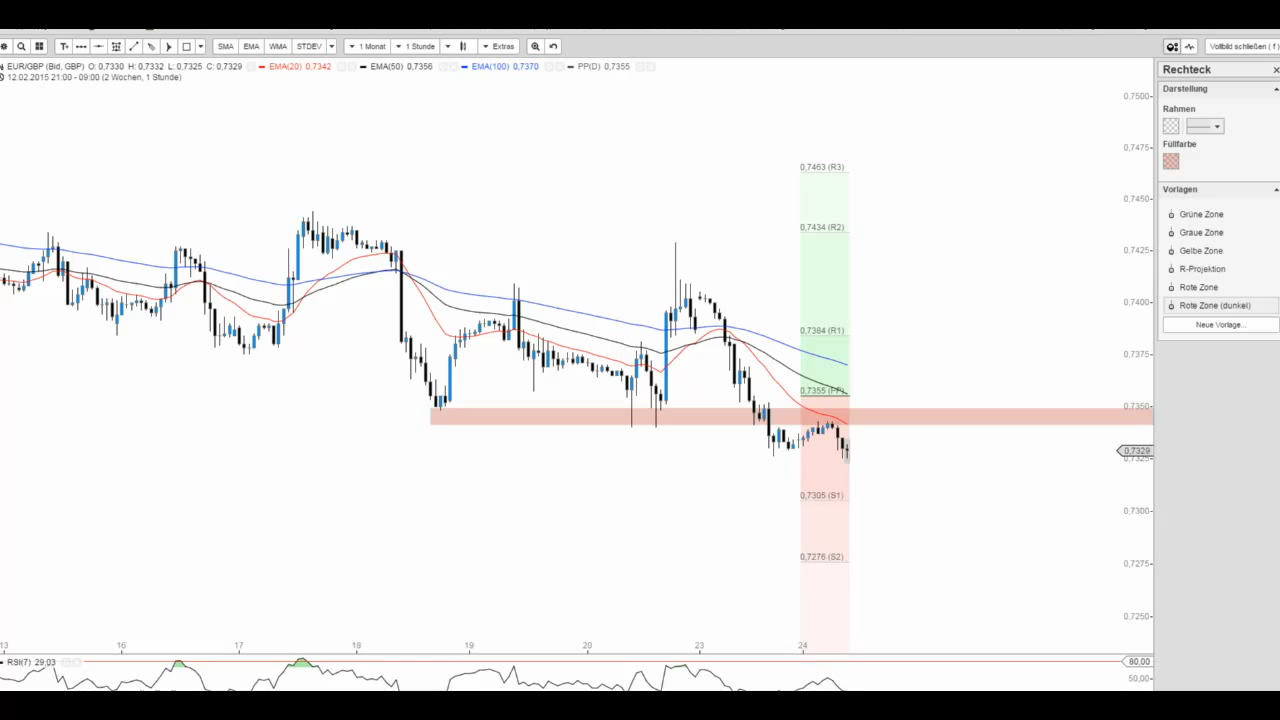 SMA EMA WMA STDEV 1 Monat 1 Stunde Extras Vollbild schließen ( f )
EUR/GBP (Bid, GBP) O: 0,7330 H: 0,7332 L: 0,7325 C: 0,7329 EMA(20) 0,7342 EMA(50) 0,7356 EMA(100) 0,7370 PP(D) 0,7355
12.02.2015 21:00 - 09:00 (2 Wochen, 1 Stunde)
Rechteck
Darstellung
Rahmen
Füllfarbe
Vorlagen
Grüne Zone
Graue Zone
Gelbe Zone
R-Projektion
Rote Zone
Rote Zone (dunkel)
Neue Vorlage...
0,7500
0,7475
0,7450
0,7425
0,7400
0,7375
0,7350
0,7329
0,7325
0,7300
0,7275
0,7250
0,7463 (R3)
0,7434 (R2)
0,7384 (R1)
0,7355 (PP)
0,7305 (S1)
0,7276 (S2)
13 16 17 18 19 20 23 24
RSI(7) 29,03
80,00
50,00